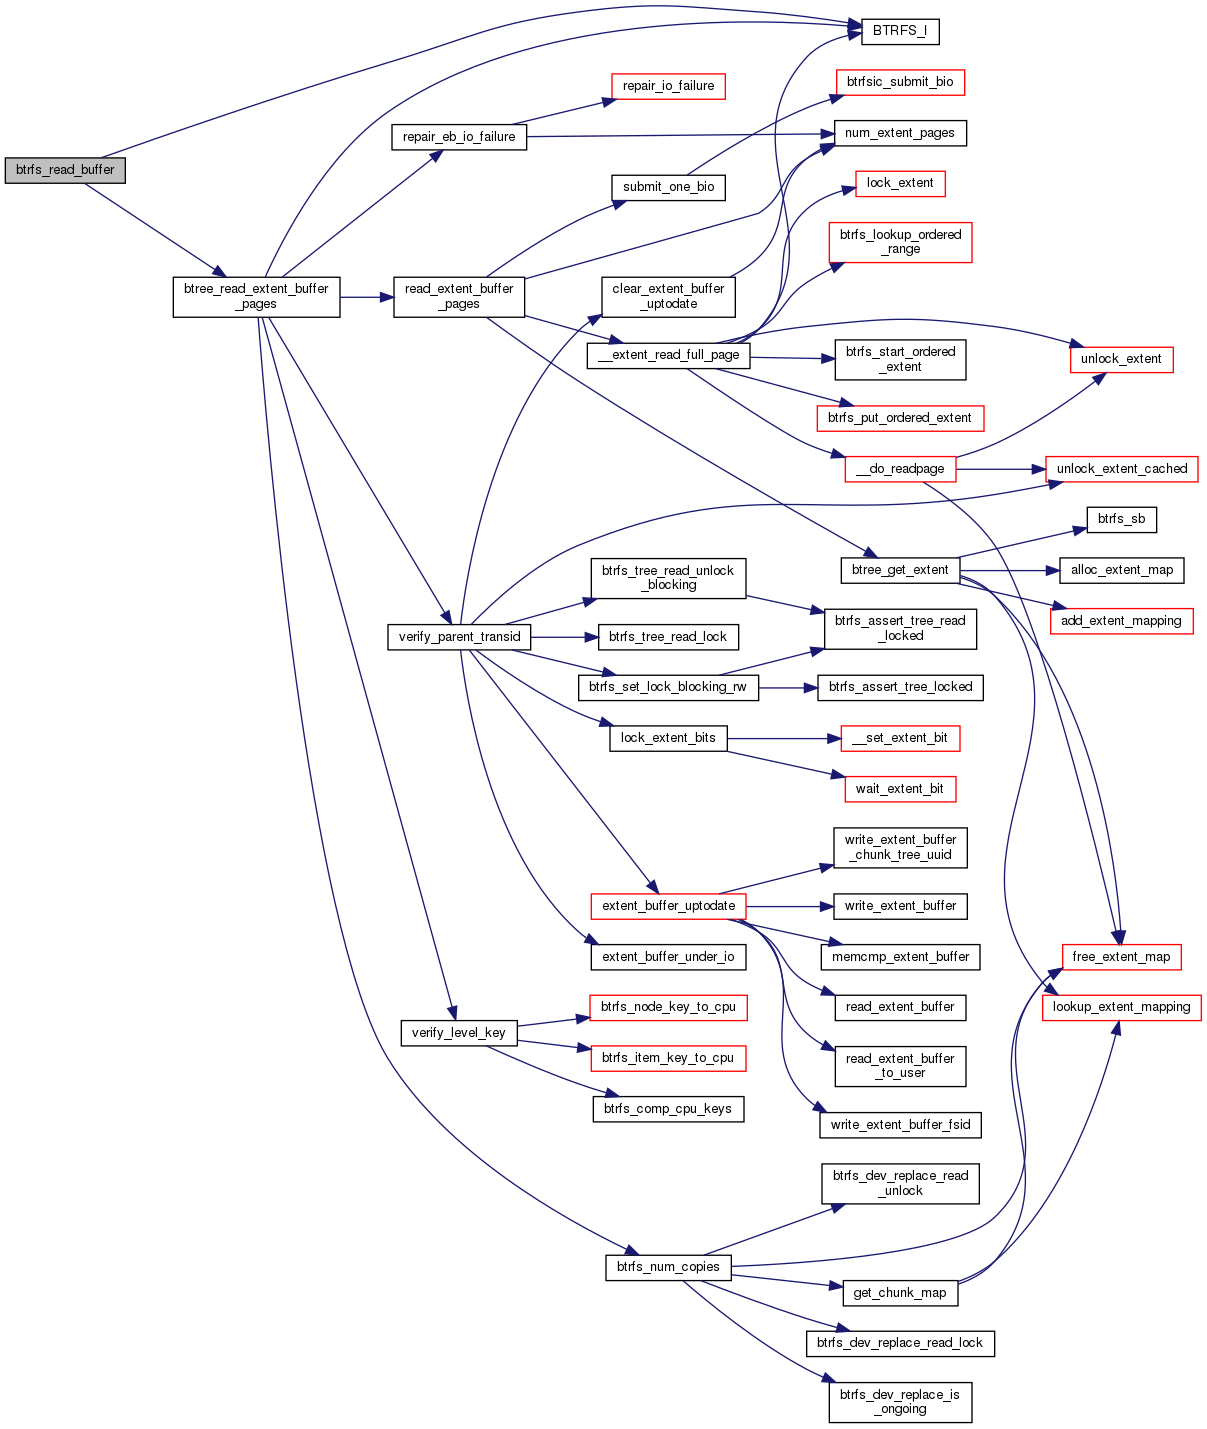 BTRFS_I
repair_io_failure
btrfsic_submit_bio
repair_eb_io_failure
num_extent_pages
btrfs_read_buffer
submit_one_bio
lock_extent
btrfs_lookup_ordered
_range
btree_read_extent_buffer
_pages
read_extent_buffer
_pages
clear_extent_buffer
_uptodate
__extent_read_full_page
btrfs_start_ordered
_extent
unlock_extent
btrfs_put_ordered_extent
__do_readpage
unlock_extent_cached
btrfs_sb
btree_get_extent
alloc_extent_map
btrfs_tree_read_unlock
_blocking
add_extent_mapping
verify_parent_transid
btrfs_tree_read_lock
btrfs_assert_tree_read
_locked
btrfs_set_lock_blocking_rw
btrfs_assert_tree_locked
lock_extent_bits
__set_extent_bit
wait_extent_bit
write_extent_buffer
_chunk_tree_uuid
extent_buffer_uptodate
write_extent_buffer
extent_buffer_under_io
memcmp_extent_buffer
free_extent_map
btrfs_node_key_to_cpu
read_extent_buffer
lookup_extent_mapping
verify_level_key
btrfs_item_key_to_cpu
read_extent_buffer
_to_user
btrfs_comp_cpu_keys
write_extent_buffer_fsid
btrfs_dev_replace_read
_unlock
btrfs_num_copies
get_chunk_map
btrfs_dev_replace_read_lock
btrfs_dev_replace_is
_ongoing